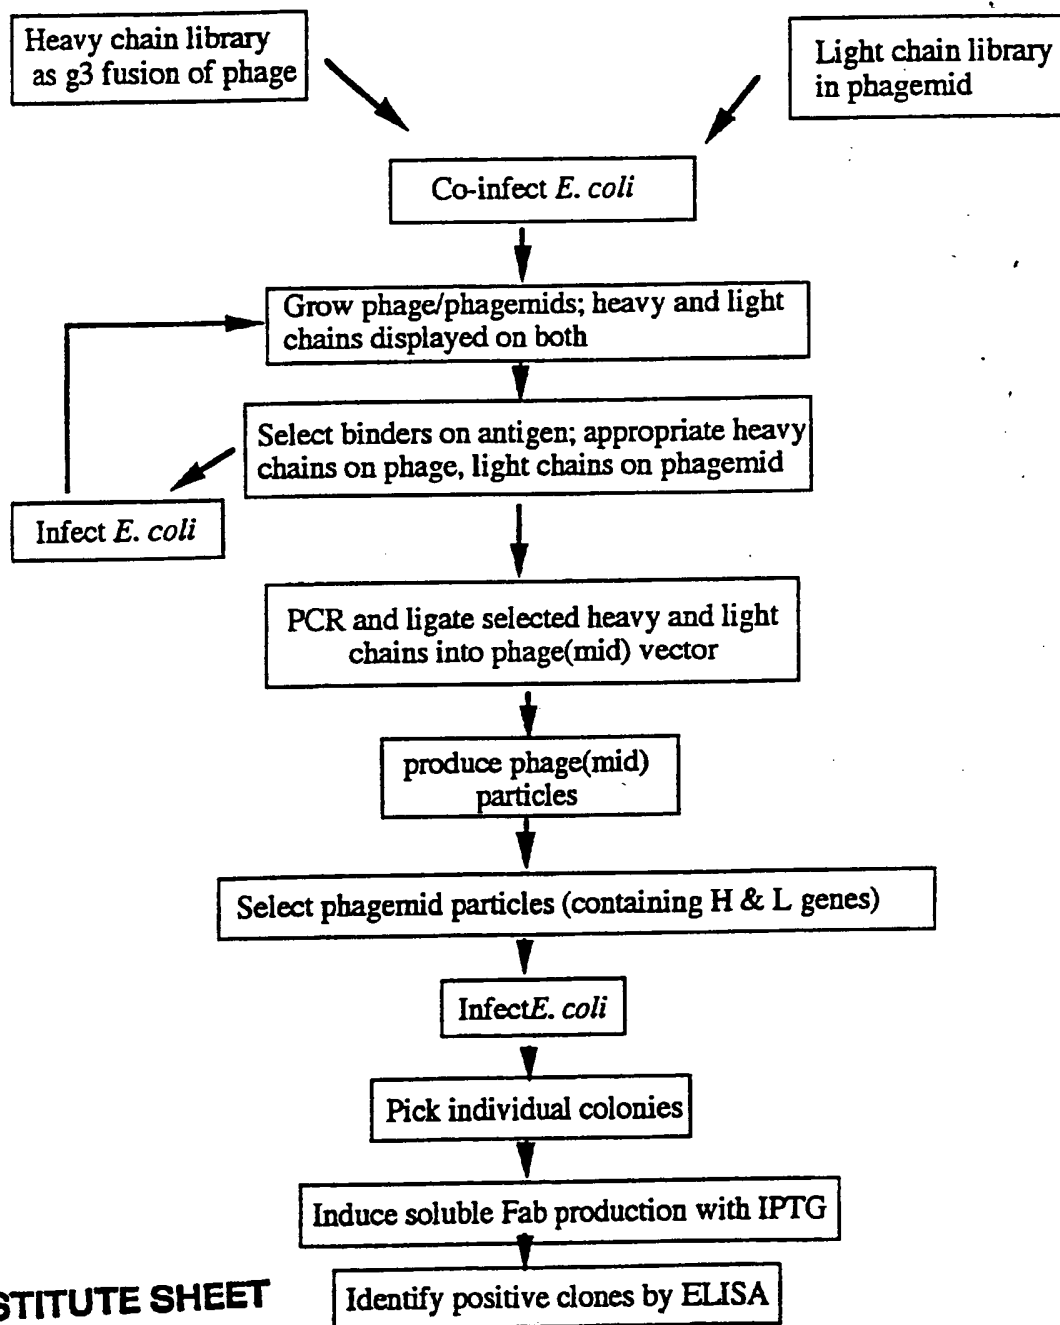 Heavy chain library
as g3 fusion of phage
Light chain library
in phagemid
Co-infect E. coli
Grow phage/phagemids; heavy and light
chains displayed on both
Select binders on antigen; appropriate heavy
chains on phage, light chains on phagemid
Infect E. coli
PCR and ligate selected heavy and light
chains into phage(mid) vector
produce phage(mid)
particles
Select phagemid particles (containing H & L genes)
InfectE. coli
Pick individual colonies
Induce soluble Fab production with IPTG
Identify positive clones by ELISA
STITUTE SHEET